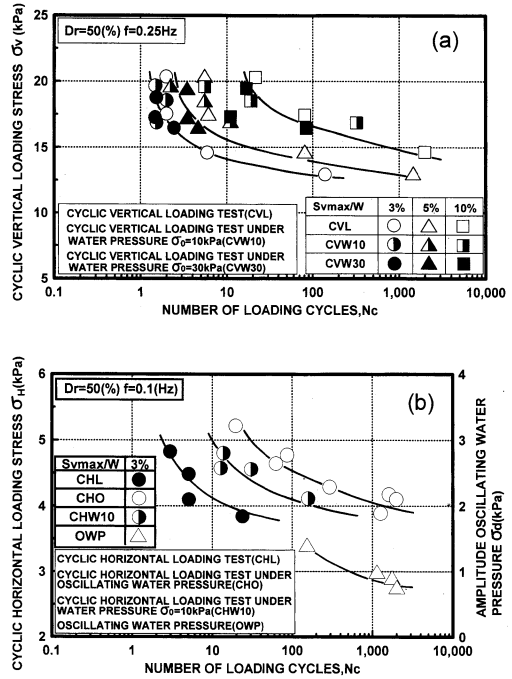 Dr=50(%) f=0.25Hz
(a)
CYCLIC VERTICAL LOADING STRESS σv (kPa)
25
20
15
10
5
CYCLIC VERTICAL LOADING TEST(CVL)
CYCLIC VERTICAL LOADING TEST UNDER
WATER PRESSURE σ0=10kPa(CVW10)
CYCLIC VERTICAL LOADING TEST UNDER
WATER PRESSURE σ0=30kPa(CVW30)
Svmax/W 3% 5% 10%
CVL
CVW10
CVW30
0.1 1 10 100 1,000 10,000
NUMBER OF LOADING CYCLES,Nc
Dr=50(%) f=0.1(Hz)
(b)
CYCLIC HORIZONTAL LOADING STRESS σH(kPa)
6
5
4
3
2
AMPLITUDE OSCILLATING WATER
PRESSURE σd(kPa)
4
3
2
1
0
Svmax/W 3%
CHL
CHO
CHW10
OWP
CYCLIC HORIZONTAL LOADING TEST(CHL)
CYCLIC HORIZONTAL LOADING TEST UNDER
OSCILLATING WATER PRESSURE(CHO)
CYCLIC HORIZONTAL LOADING TEST UNDER
WATER PRESSURE σ0=10kPa(CHW10)
OSCILLATING WATER PRESSURE(OWP)
0.1 1 10 100 1,000 10,000
NUMBER OF LOADING CYCLES,Nc